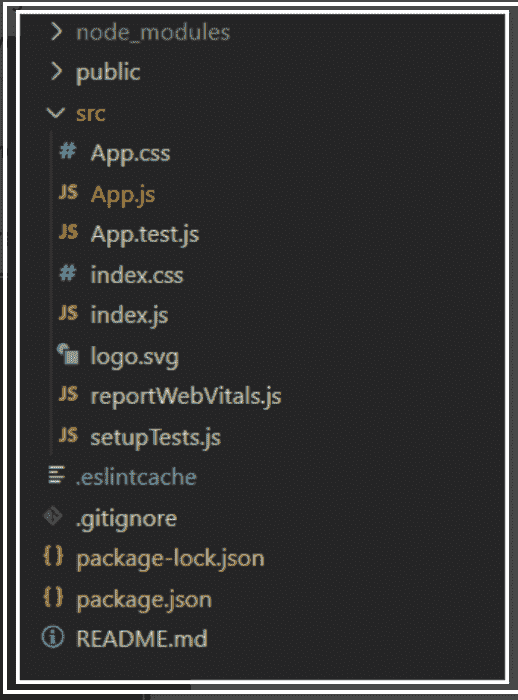 node_modules
public
src
# App.css
JS App.js
JS App.test.js
# index.css
JS index.js
logo.svg
JS reportWebVitals.js
JS setupTests.js
.eslintcache
.gitignore
{} package-lock.json
{} package.json
README.md